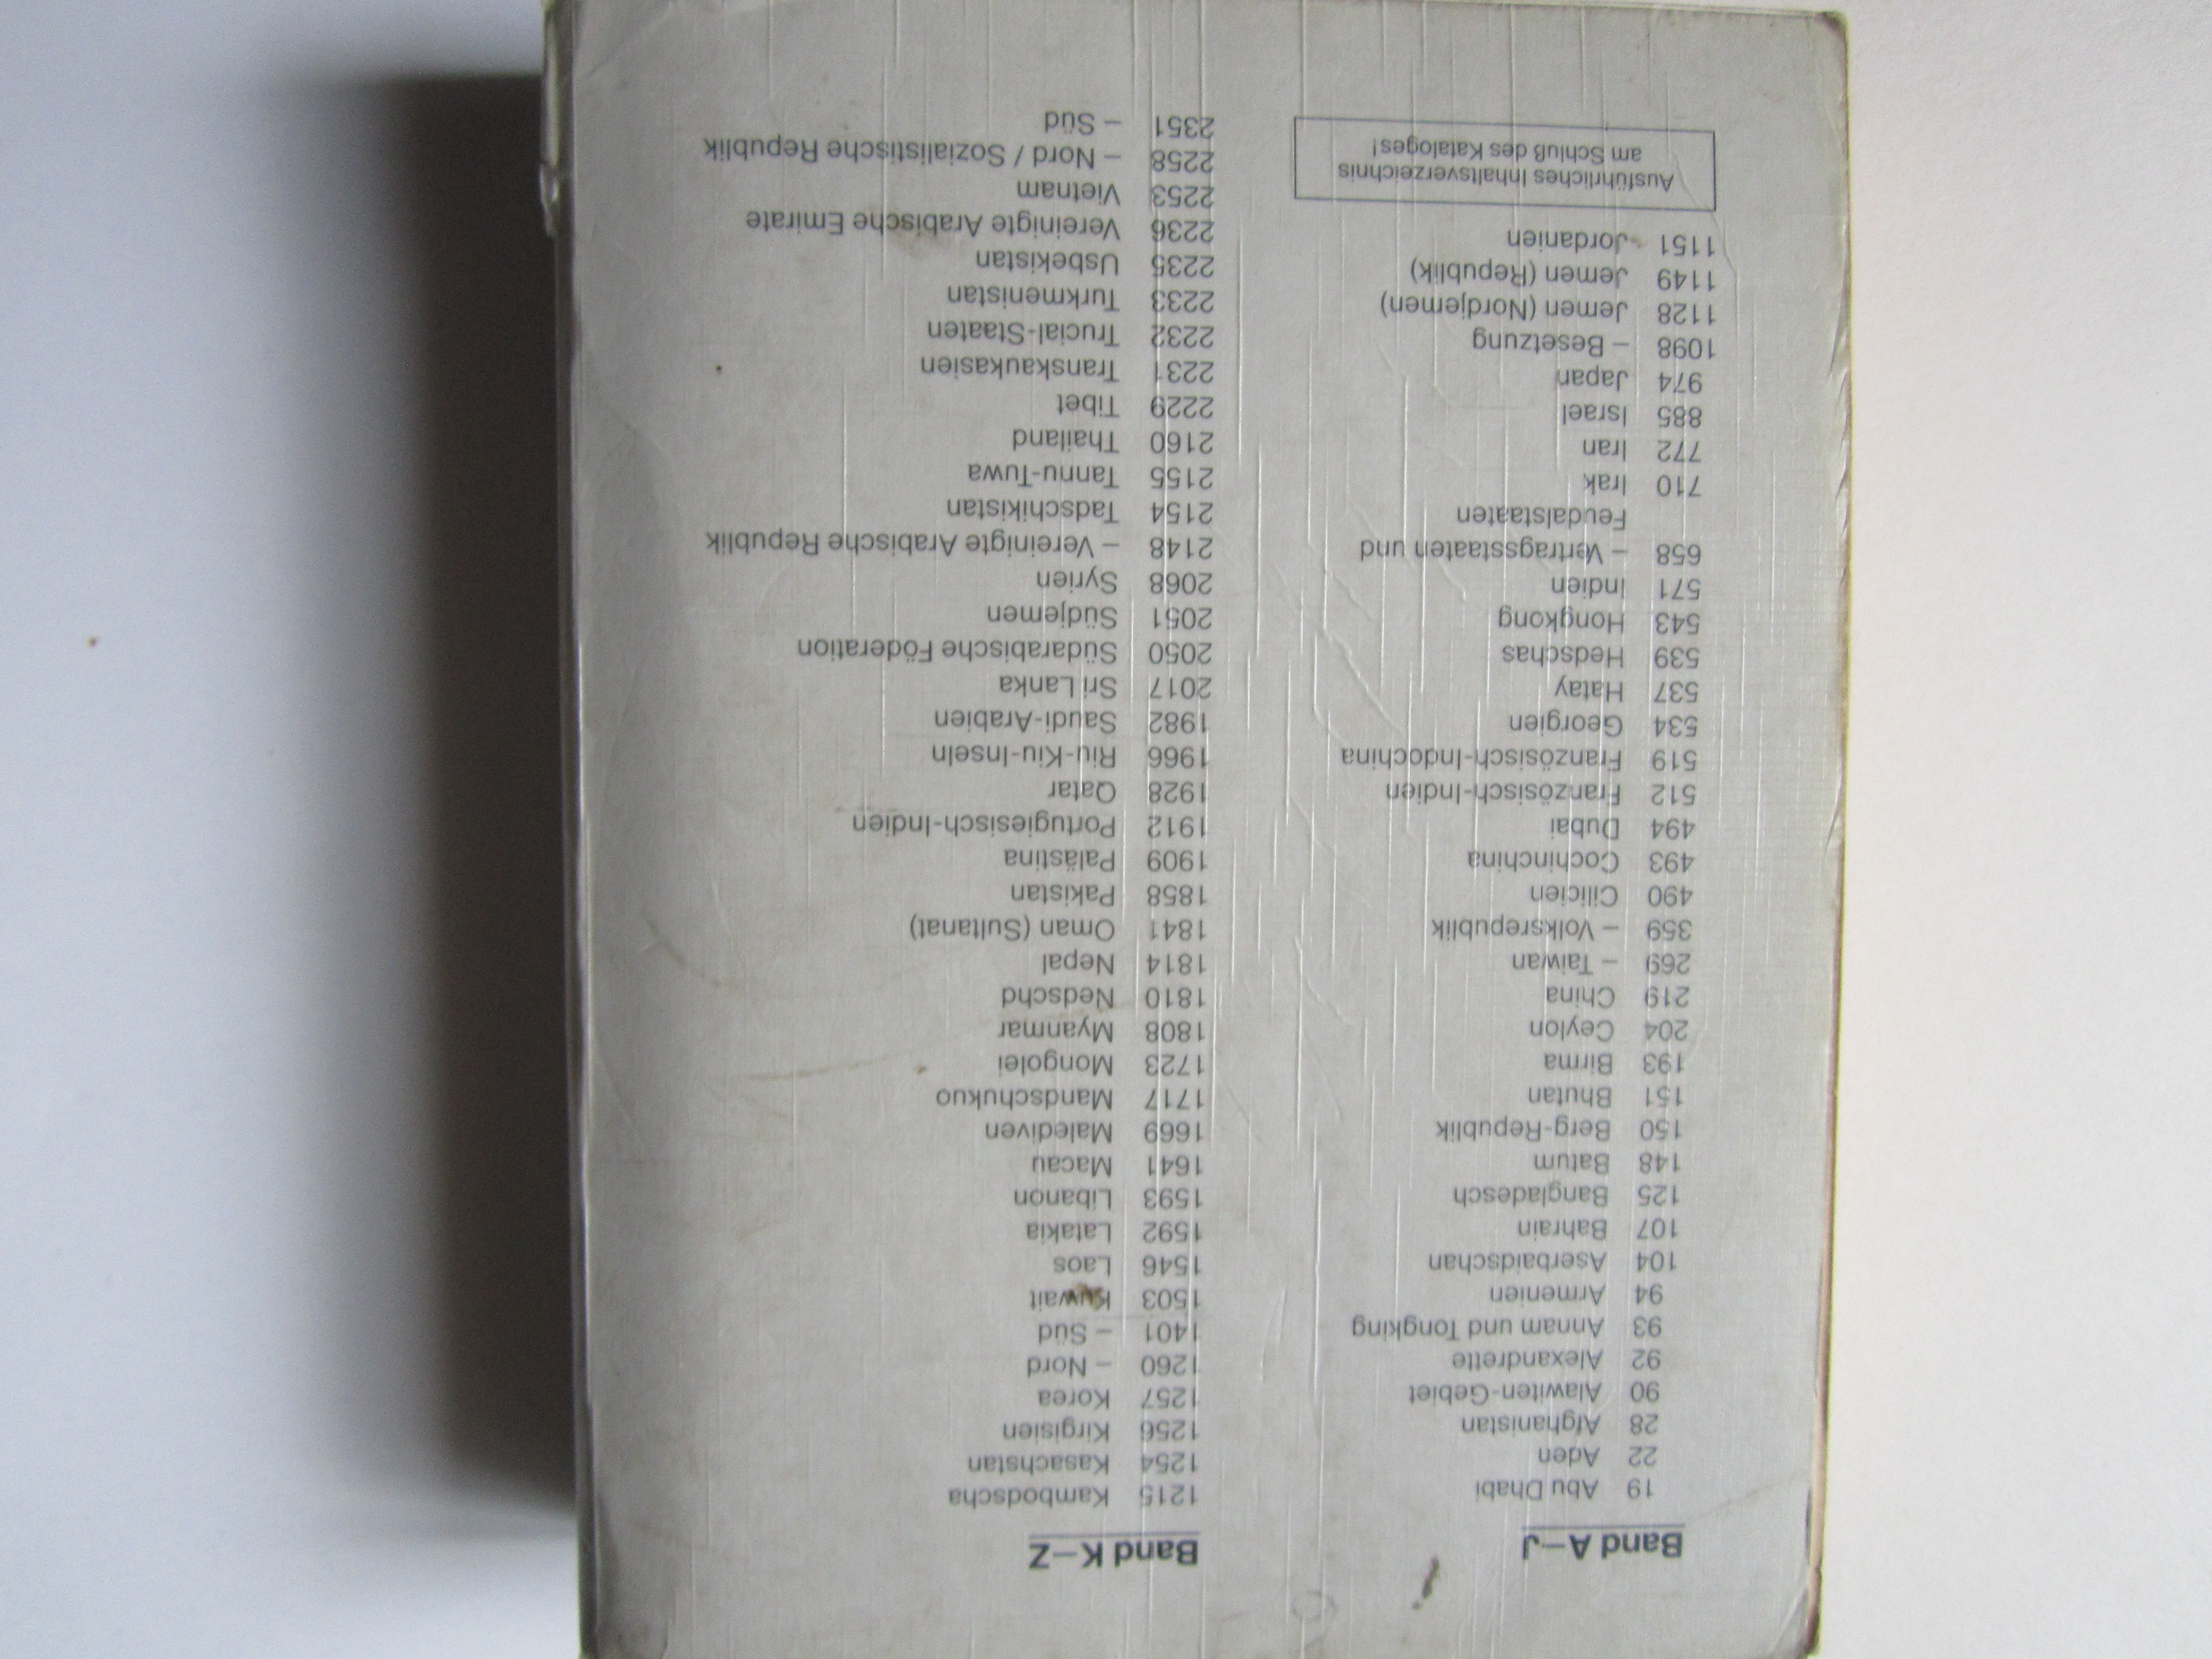 Band A–J
19 Abu Dhabi
22 Aden
28 Afghanistan
90 Alawiten-Gebiet
92 Alexandrette
93 Annam und Tongking
94 Armenien
104 Aserbaidschan
107 Bahrain
125 Bangladesch
148 Batum
150 Berg-Republik
151 Bhutan
193 Birma
204 Ceylon
219 China
269 – Taiwan
359 – Volksrepublik
490 Cilicien
493 Cochinchina
494 Dubai
512 Französisch-Indien
519 Französisch-Indochina
534 Georgien
537 Hatay
539 Hedschas
543 Hongkong
571 Indien
658 – Vertragsstaaten und
Feudalstaaten
710 Irak
772 Iran
885 Israel
974 Japan
1098 – Besetzung
1128 Jemen (Nordjemen)
1149 Jemen (Republik)
1151 Jordanien
Ausführliches Inhaltsverzeichnis
am Schluß des Kataloges!
Band K–Z
1215 Kambodscha
1254 Kasachstan
1256 Kirgisien
1257 Korea
1260 – Nord
1401 – Süd
1503 Kuwait
1546 Laos
1592 Latakia
1593 Libanon
1641 Macau
1669 Malediven
1717 Mandschukuo
1723 Mongolei
1808 Myanmar
1810 Nedschd
1814 Nepal
1841 Oman (Sultanat)
1858 Pakistan
1909 Palästina
1912 Portugiesisch-Indien
1928 Qatar
1966 Riu-Kiu-Inseln
1982 Saudi-Arabien
2017 Sri Lanka
2050 Südarabische Föderation
2051 Südjemen
2068 Syrien
2148 – Vereinigte Arabische Republik
2154 Tadschikistan
2155 Tannu-Tuwa
2160 Thailand
2229 Tibet
2231 Transkaukasien
2232 Trucial-Staaten
2233 Turkmenistan
2235 Usbekistan
2236 Vereinigte Arabische Emirate
2253 Vietnam
2258 – Nord / Sozialistische Republik
2351 – Süd